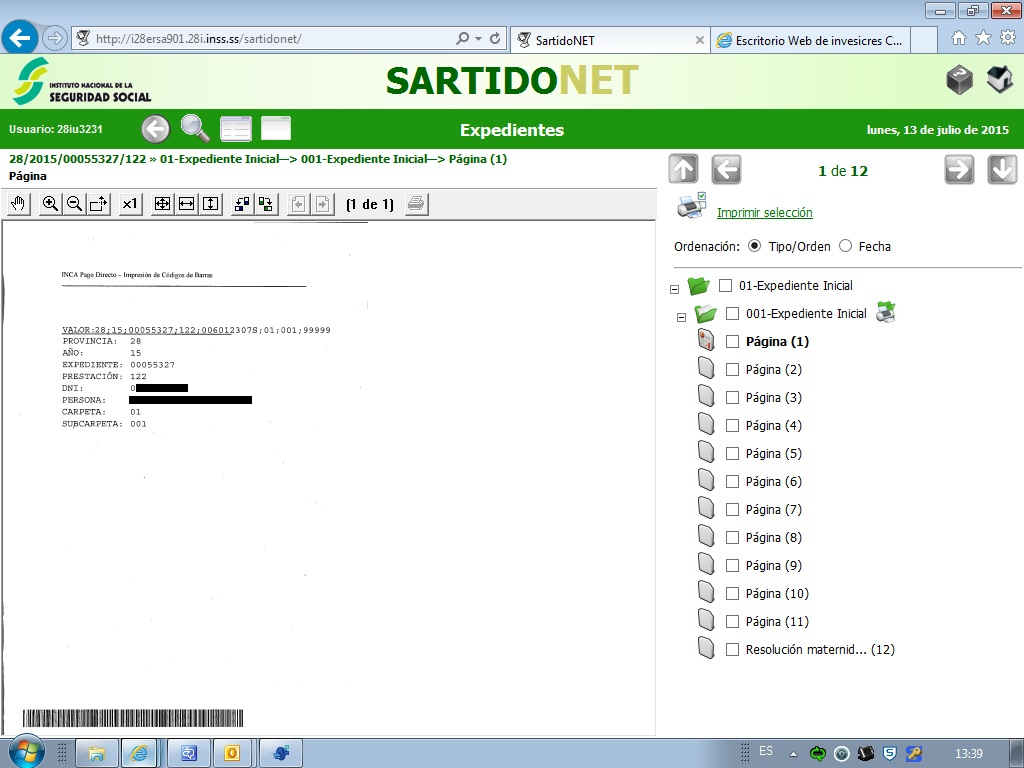 http://i28ersa901.28i.inss.ss/sartidonet/
SartidoNET
Escritorio Web de invesicres C...
INSTITUTO NACIONAL DE LA
SEGURIDAD SOCIAL
SARTIDONET
Usuario: 28iu3231
Expedientes
lunes, 13 de julio de 2015
28/2015/00055327/122 » 01-Expediente Inicial—> 001-Expediente Inicial—> Página (1)
Página
x1
(1 de 1)
INCA Pago Directo – Impresión de Códigos de Barras
VALOR:28;15;00055327;122;006012307S;01;001;99999
PROVINCIA: 28
AÑO: 15
EXPEDIENTE: 00055327
PRESTACIÓN: 122
DNI: 0
PERSONA:
CARPETA: 01
SUBCARPETA: 001
1 de 12
Imprimir selección
Ordenación: Tipo/Orden Fecha
01-Expediente Inicial
001-Expediente Inicial
Página (1)
Página (2)
Página (3)
Página (4)
Página (5)
Página (6)
Página (7)
Página (8)
Página (9)
Página (10)
Página (11)
Resolución maternid... (12)
ES
13:39